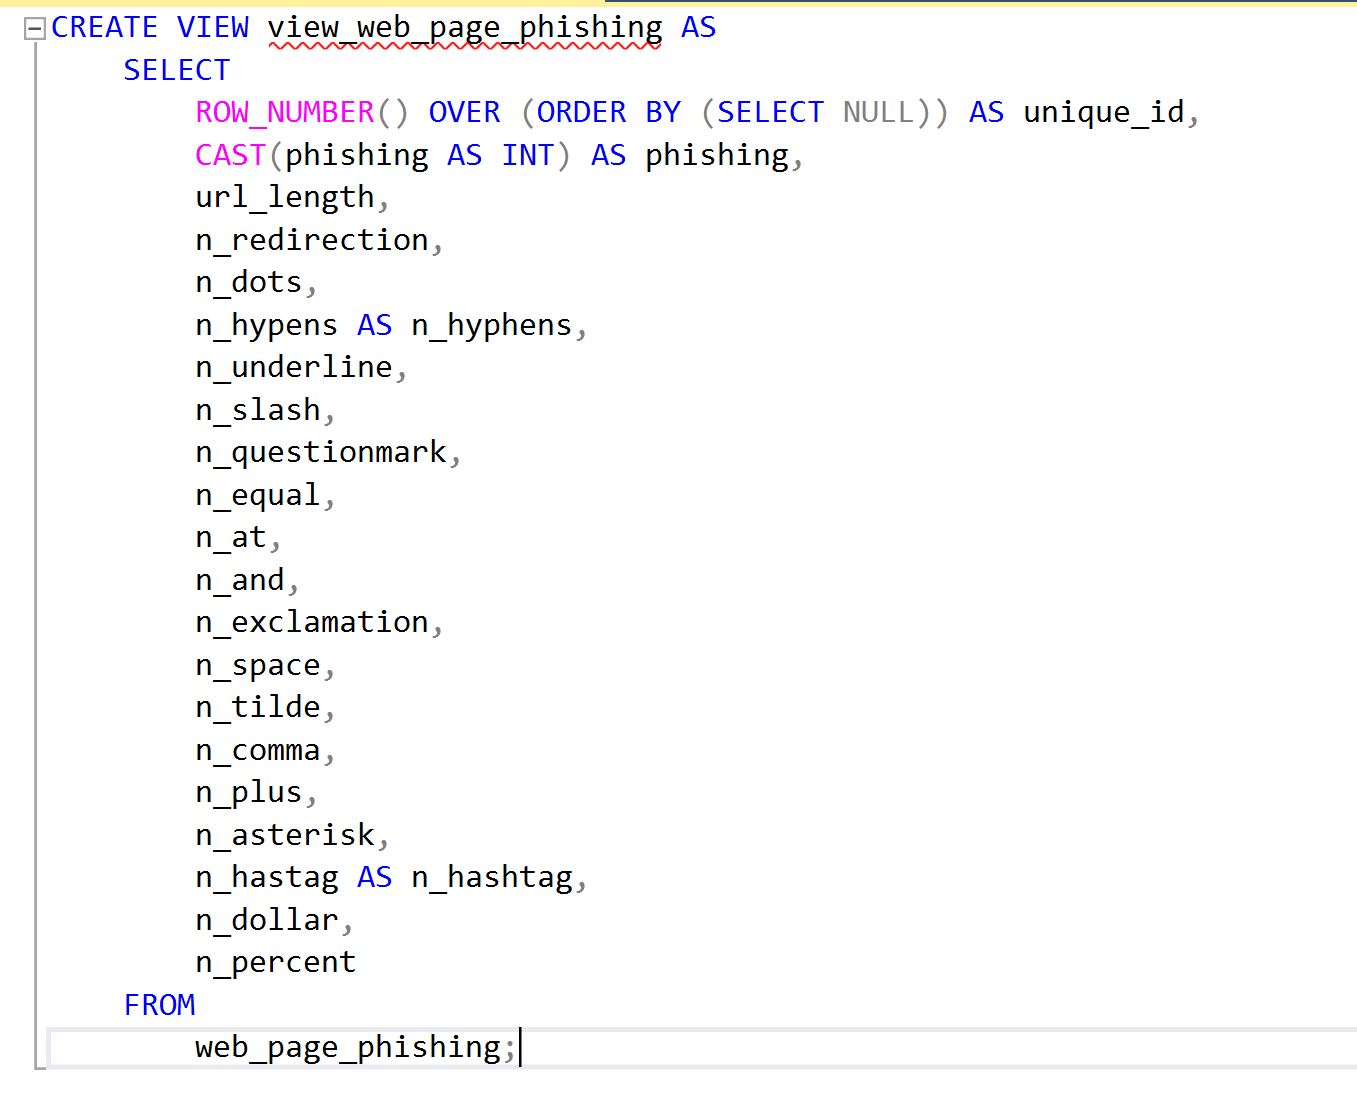 CREATE VIEW view_web_page_phishing AS
SELECT
ROW_NUMBER() OVER (ORDER BY (SELECT NULL)) AS unique_id,
CAST(phishing AS INT) AS phishing,
url_length,
n_redirection,
n_dots,
n_hypens AS n_hyphens,
n_underline,
n_slash,
n_questionmark,
n_equal,
n_at,
n_and,
n_exclamation,
n_space,
n_tilde,
n_comma,
n_plus,
n_asterisk,
n_hastag AS n_hashtag,
n_dollar,
n_percent
FROM
web_page_phishing;